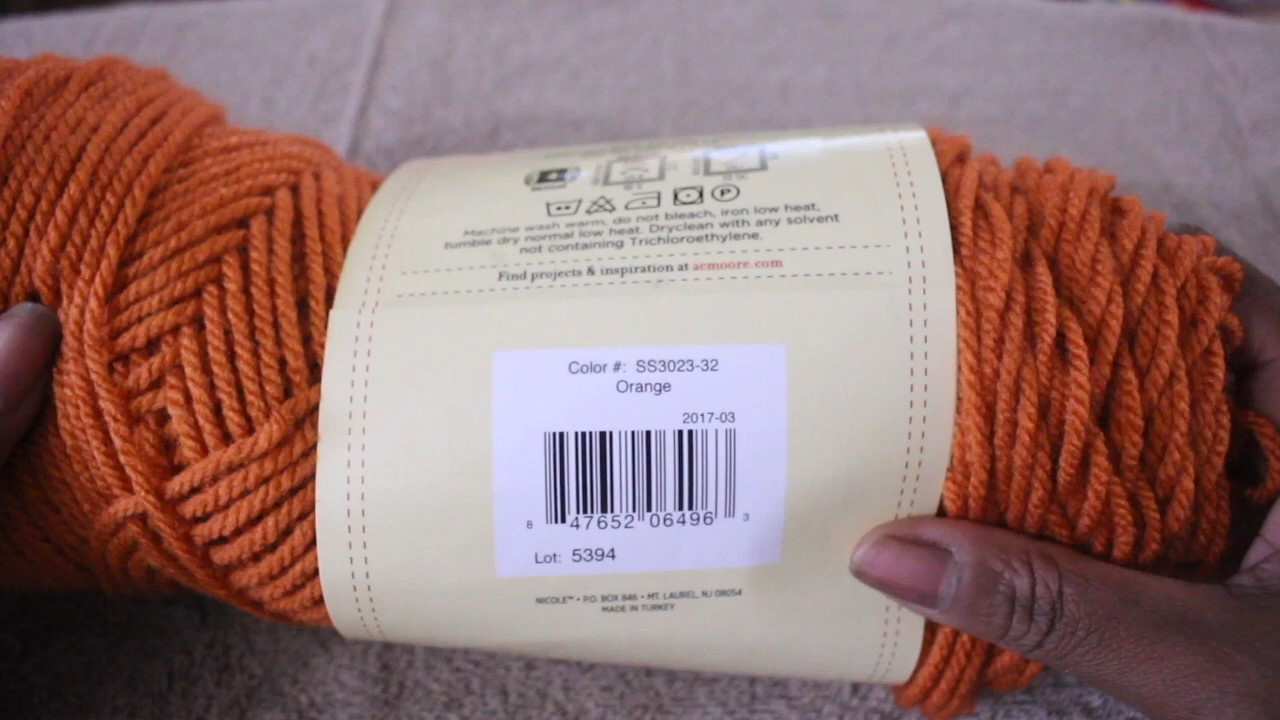 P
Machine wash warm, do not bleach, iron low heat,
tumble dry normal low heat. Dryclean with any solvent
not containing Trichloroethylene.
Find projects & inspiration at acmoore.com
Color #: SS3023-32
Orange
2017-03
8 47652 06496 3
Lot: 5394
NICOLE™ • P.O. BOX 846 • MT. LAUREL, NJ 08054
MADE IN TURKEY